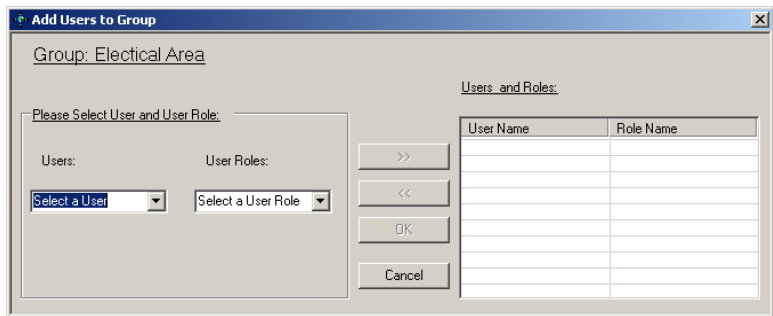 Add Users to Group
Group: Electical Area
Users and Roles:
Please Select User and User Role:
User Name Role Name
Users: User Roles:
>>
Select a User Select a User Role
<<
OK
Cancel